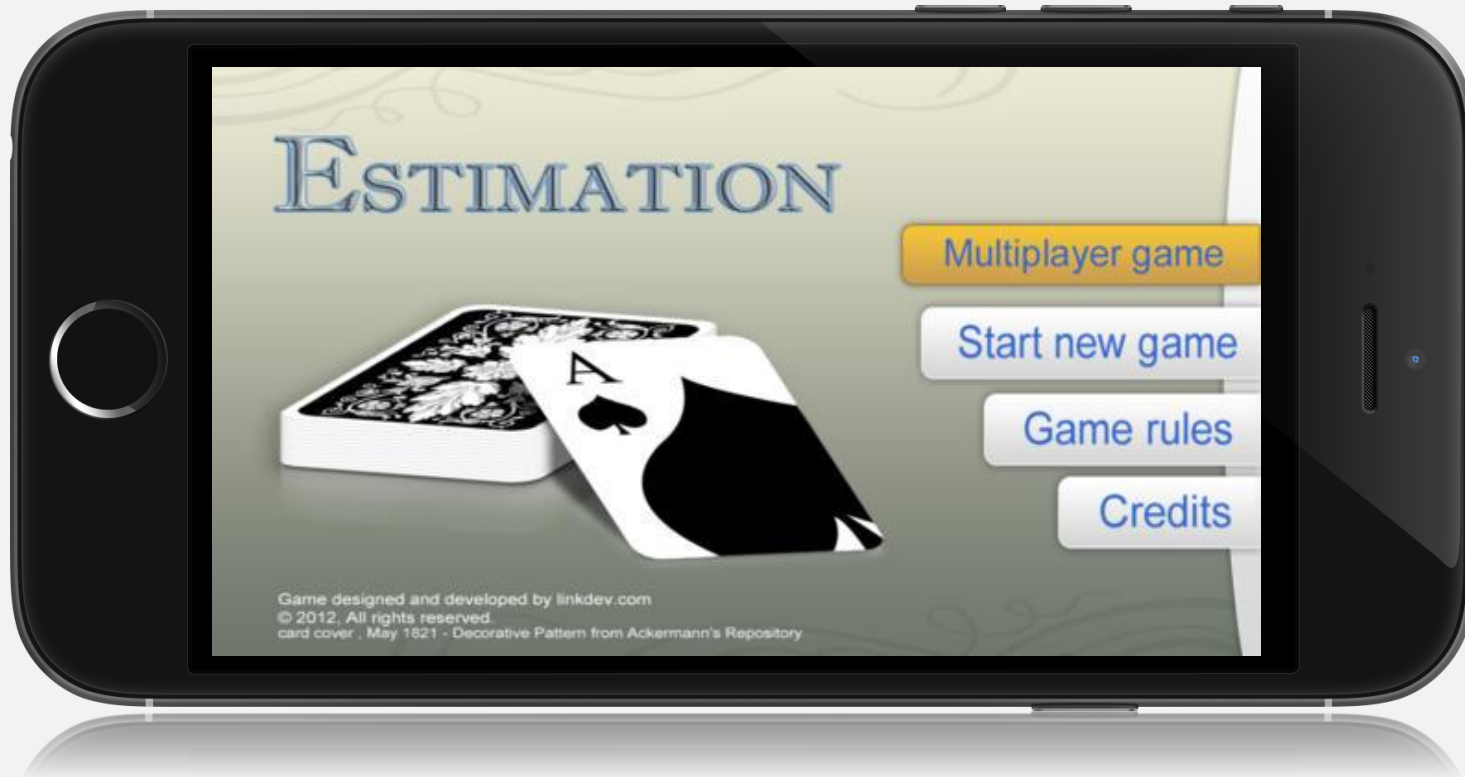 ESTIMATION
Multiplayer game
Start new game
A
Game rules
Credits
Game designed and developed by linkdev.com
© 2012, All rights reserved.
card cover , May 1821 - Decorative Pattern from Ackermann's Repository